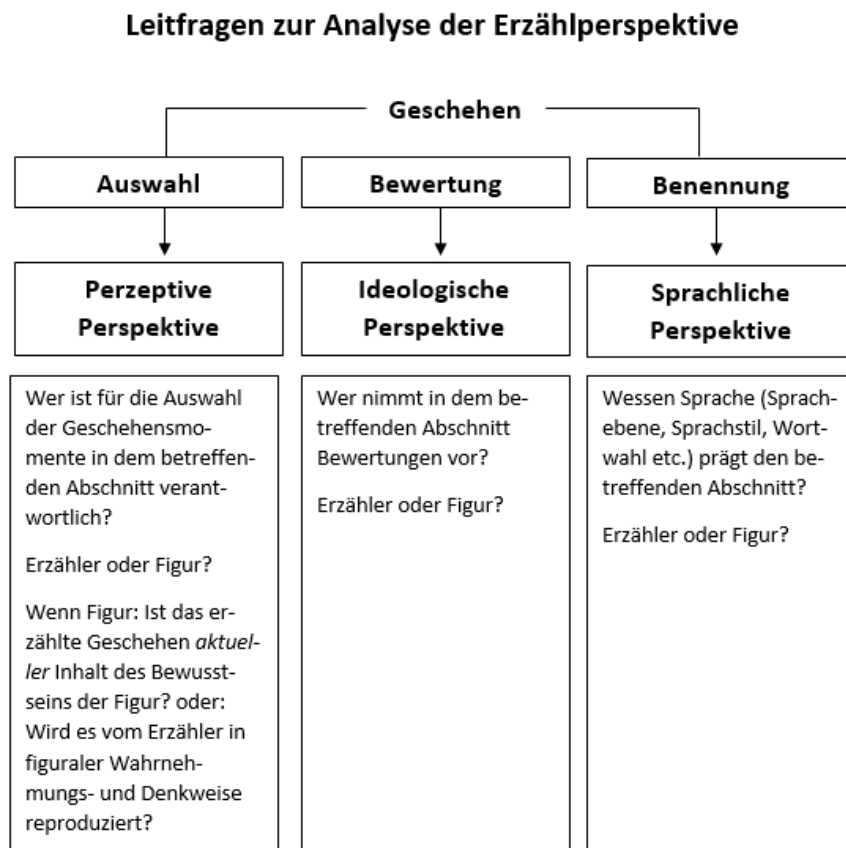 Leitfragen zur Analyse der Erzählperspektive
Geschehen
Auswahl
Bewertung
Benennung
Perzeptive
Perspektive
Ideologische
Perspektive
Sprachliche
Perspektive
Wer ist für die Auswahl
der Geschehensmo-
mente in dem betreffen-
den Abschnitt verant-
wortlich?
Erzähler oder Figur?
Wenn Figur: Ist das er-
zählte Geschehen aktuel-
ler Inhalt des Bewusst-
seins der Figur? oder:
Wird es vom Erzähler in
figuraler Wahrneh-
mungs- und Denkweise
reproduziert?
Wer nimmt in dem be-
treffenden Abschnitt
Bewertungen vor?
Erzähler oder Figur?
Wessen Sprache (Sprach-
ebene, Sprachstil, Wort-
wahl etc.) prägt den be-
treffenden Abschnitt?
Erzähler oder Figur?